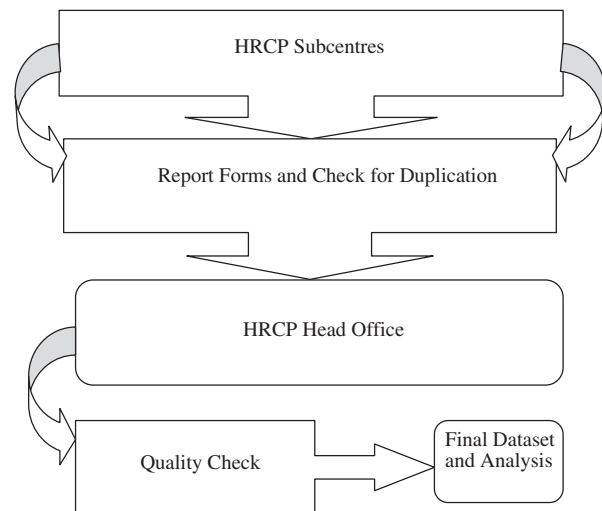 HRCP Subcentres
Report Forms and Check for Duplication
HRCP Head Office
Quality Check
Final Dataset
and Analysis